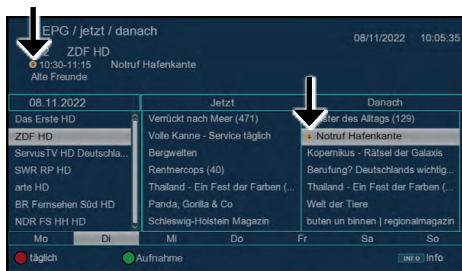 EPG / jetzt / danach
08/11/2022 10:05:35
2 ZDF HD
10:30-11:15 Notruf Hafenkante
Alte Freunde
08.11.2022 Jetzt Danach
Das Erste HD Verrückt nach Meer (471) ster des Alltags (129)
ZDF HD Volle Kanne - Service täglich Notruf Hafenkante
ServusTV HD Deutschla... Bergwelten Kopernikus - Rätsel der Galaxis
SWR RP HD Rentnercops (40) Berufung? Deutschlands wichtig...
arte HD Thailand - Ein Fest der Farben (... Thailand - Ein Fest der Farben (...
BR Fernsehen Süd HD Panda, Gorilla & Co Welt der Tiere
NDR FS HH HD Schleswig-Holstein Magazin buten un binnen | regionalmagazin
Mo Di Mi Do Fr Sa So
täglich Aufnahme INFO Info